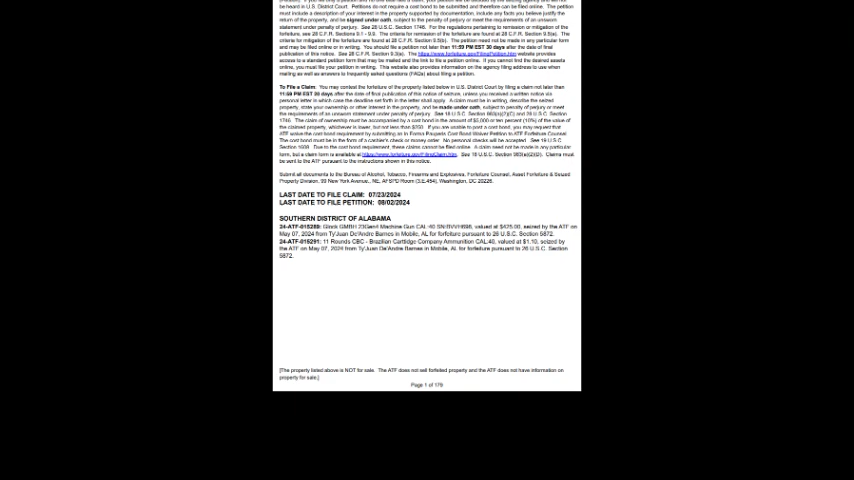 be heard in U.S. District Court. Petitions do not require a cost bond to be submitted and therefore can be filed online. The petition
must include a description of your interest in the property supported by documentation, include any facts you believe justify the
return of the property, and be signed under oath, subject to the penalty of perjury or meet the requirements of an unsworn
statement under penalty of perjury. See 28 U.S.C. Section 1746. For the regulations pertaining to remission or mitigation of the
forfeiture, see 28 C.F.R. Sections 9.1 - 9.9. The criteria for remission of the forfeiture are found at 28 C.F.R. Section 9.5(a). The
criteria for mitigation of the forfeiture are found at 28 C.F.R. Section 9.5(b). The petition need not be made in any particular form
and may be filed online or in writing. You should file a petition not later than 11:59 PM EST 30 days after the date of final
publication of this notice. See 28 C.F.R. Section 9.3(a). The https://www.forfeiture.gov/FilingPetition.htm website provides
access to a standard petition form that may be mailed and the link to file a petition online. If you cannot find the desired assets
online, you must file your petition in writing. This website also provides information on the agency filing address to use when
mailing as well as answers to frequently asked questions (FAQs) about filing a petition.
To File a Claim: You may contest the forfeiture of the property listed below in U.S. District Court by filing a claim not later than
11:59 PM EST 30 days after the date of final publication of this notice of seizure, unless you received a written notice via
personal letter in which case the deadline set forth in the letter shall apply. A claim must be in writing, describe the seized
property, state your ownership or other interest in the property, and be made under oath, subject to penalty of perjury or meet
the requirements of an unsworn statement under penalty of perjury.
1746. The claim of ownership must be accompanied by a cost bond in the amount of $5,000 or ten percent (10%) of the value of
the claimed property, whichever is lower, but not less than $250. If you are unable to post a bond, you may request that
ATF waive the cost bond requirement by submitting an In Forma Pauperis Cost Bond Waiver Petition to ATF Forfeiture Counsel.
The cost bond must be in the form of a cashier's check or money order. No personal checks will be accepted. See 19 U.S.C.
Section 1608. Due to the cost bond requirement, these claims cannot be filed online. A claim need not be made in any particular
form, but a claim form is available at https://www.forfeiture.gov/FilingClaim.htm. See 18 U.S.C. Section 983(a)(2)(D). Claims must
be sent to the ATF pursuant to the instructions shown in this notice.
Submit all documents to the Bureau of Alcohol, Tobacco, Firearms and Explosives, Forfeiture Counsel, Asset Forfeiture & Seized
Property Division, 99 New York Avenue., NE, AFSPD Room (3.E.454), Washington, DC 20226.
LAST DATE TO FILE CLAIM: 07/23/2024
LAST DATE TO FILE PETITION: 08/02/2024
SOUTHERN DISTRICT OF ALABAMA
24-ATF-015289: Glock GMBH 23Gen4 Machine Gun CAL:40 valued at $425.00, seized by the ATF on
May 07, 2024 from Ty'Juan De'Andre Barnes in Mobile, AL for forfeiture pursuant to 26 U.S.C. Section 5872.
24-ATF-015291: 11 Rounds CBC - Brazilian Cartridge Company Ammunition CAL:40, valued at $1.10, seized by
the ATF on May 07, 2024 from Ty'Juan De'Andre Barnes in Mobile, AL for forfeiture pursuant to 26 U.S.C. Section
5872.
[The property listed above is NOT for sale. The ATF does not sell forfeited property and the ATF does not have information on
property for sale.]
Page 1 of 179